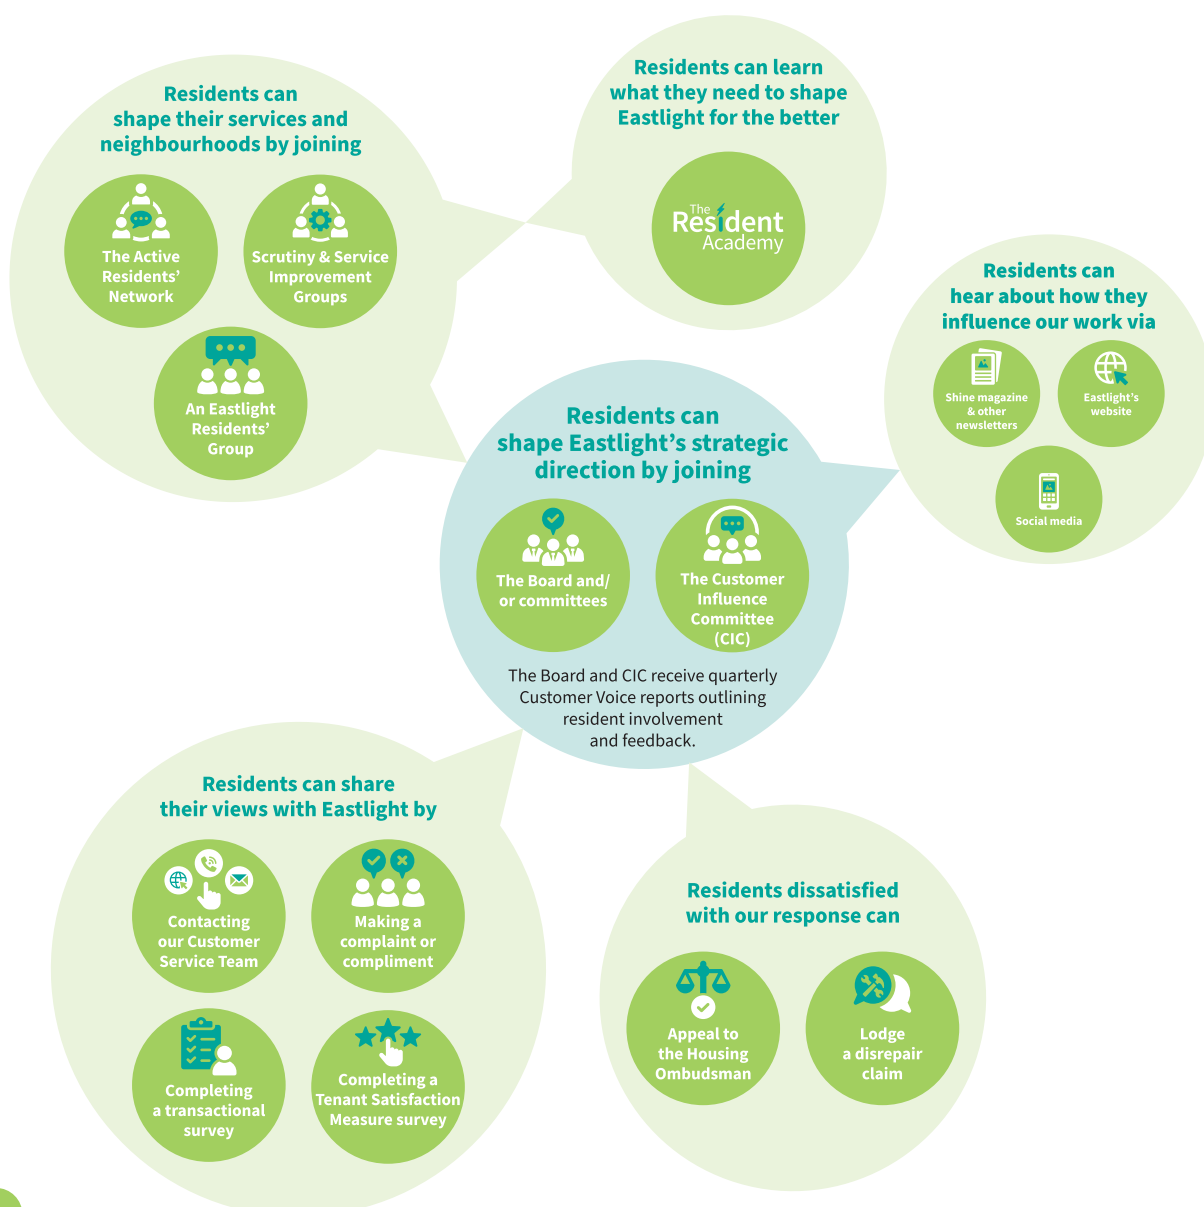 Residents can
shape their services and
neighbourhoods by joining
The Active
Residents’
Network
Scrutiny & Service
Improvement
Groups
An Eastlight
Residents’
Group
Residents can learn
what they need to shape
Eastlight for the better
The
Resident
Academy
Residents can
hear about how they
influence our work via
Shine magazine
& other
newsletters
Eastlight’s
website
Social media
Residents can
shape Eastlight’s strategic
direction by joining
The Board and/
or committees
The Customer
Influence
Committee
(CIC)
The Board and CIC receive quarterly
Customer Voice reports outlining
resident involvement
and feedback.
Residents can share
their views with Eastlight by
Contacting
our Customer
Service Team
Making a
complaint or
compliment
Completing
a transactional
survey
Completing a
Tenant Satisfaction
Measure survey
Residents dissatisfied
with our response can
Appeal to
the Housing
Ombudsman
Lodge
a disrepair
claim